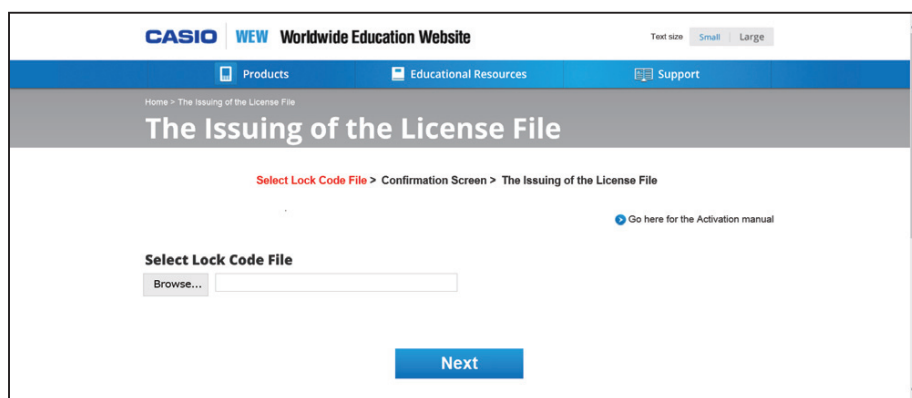 CASIO WEW Worldwide Education Website
Text size Small Large
Products Educational Resources Support
Home > The Issuing of the License File
The Issuing of the License File
Select Lock Code File > Confirmation Screen > The Issuing of the License File
Go here for the Activation manual
Select Lock Code File
Browse...
Next